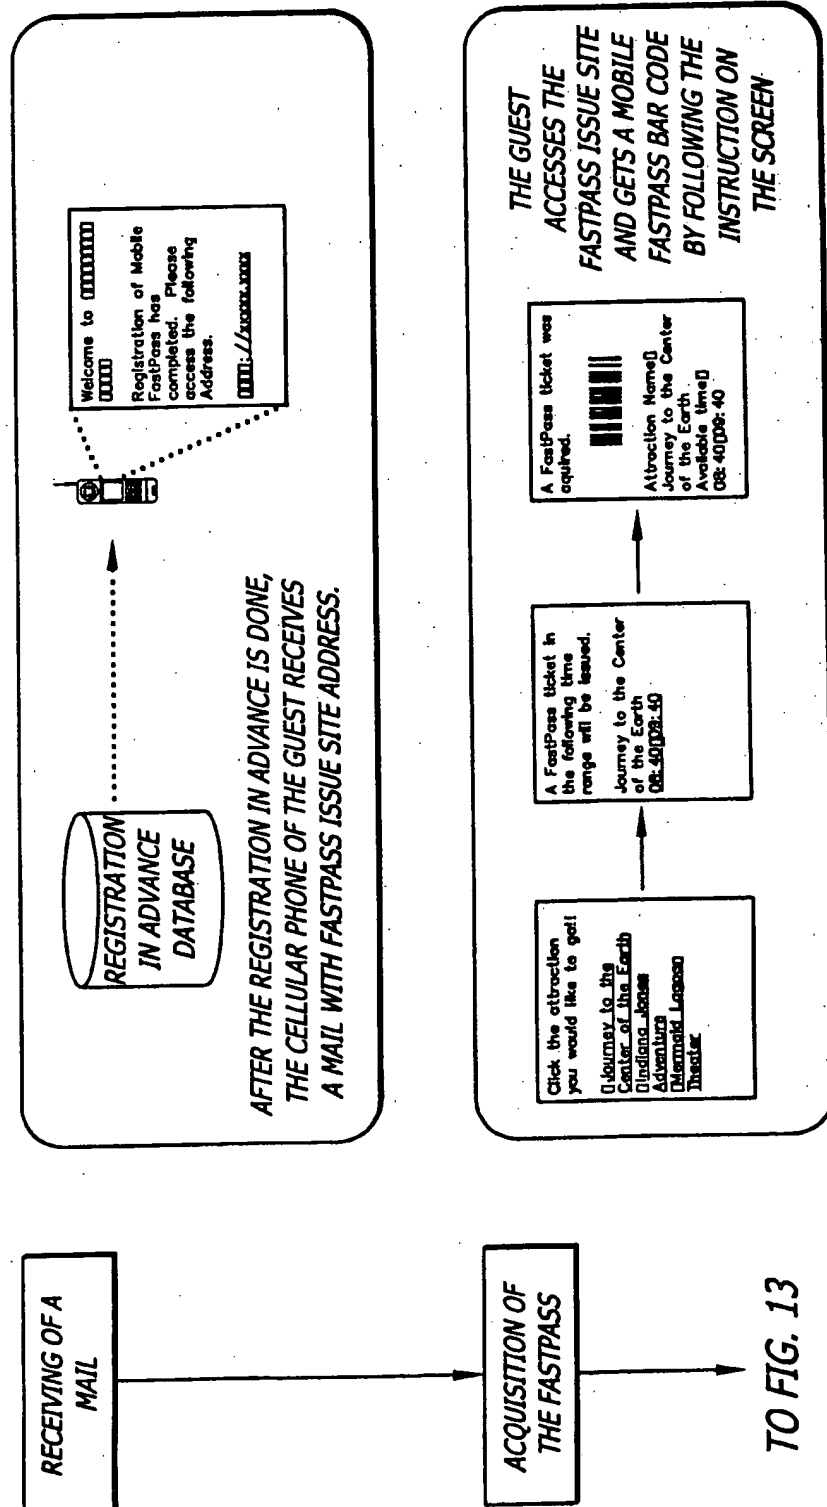 RECEIVING OF A
MAIL
REGISTRATION
IN ADVANCE
DATABASE
Welcome to ▯▯▯▯▯▯▯▯▯
▯▯▯▯▯
Registration of Mobile
FastPass has
completed. Please
access the following
Address.
▯▯▯▯://xxxx.xxxx
AFTER THE REGISTRATION IN ADVANCE IS DONE,
THE CELLULAR PHONE OF THE GUEST RECEIVES
A MAIL WITH FASTPASS ISSUE SITE ADDRESS.
ACQUISITION OF
THE FASTPASS
Click the attraction
you would like to go!!
▯Journey to the
Center of the Earth
▯Indiana Jones
Adventure
▯Mermaid Lagoon
Theater
A FastPass ticket in
the following time
range will be issued.
Journey to the Center
of the Earth
08:40▯09:40
A FastPass ticket was
aquired.
Attraction Name▯
Journey to the Center
of the Earth
Available time▯
08:40▯09:40
THE GUEST
ACCESSES THE
FASTPASS ISSUE SITE
AND GETS A MOBILE
FASTPASS BAR CODE
BY FOLLOWING THE
INSTRUCTION ON
THE SCREEN
TO FIG. 13